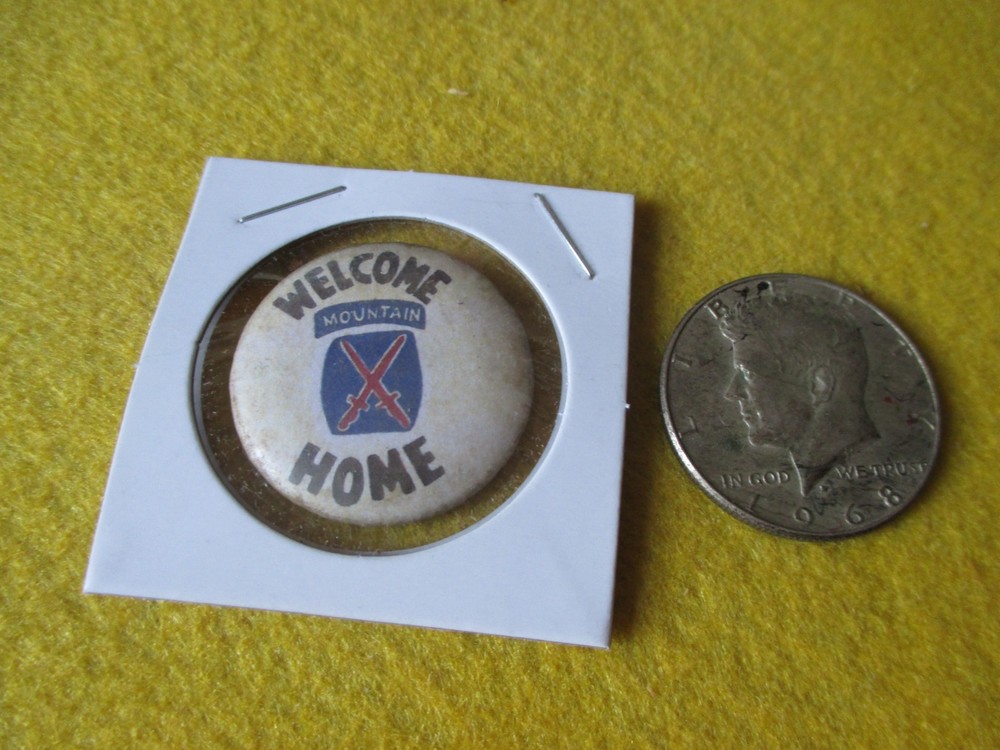 WELCOME
MOUNTAIN
HOME
LIBERTY
IN GOD WE TRUST
1968